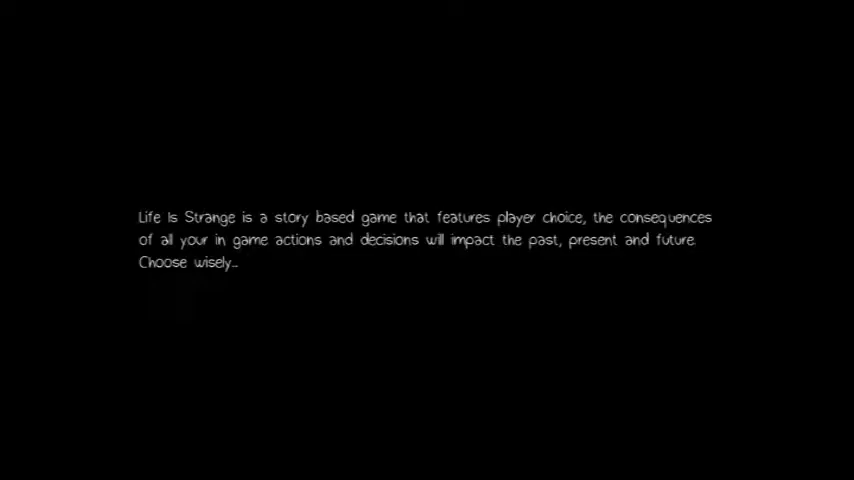 Life Is Strange is a story based game that features player choice, the consequences
of all your in game actions and decisions will impact the past, present and future.
Choose wisely...